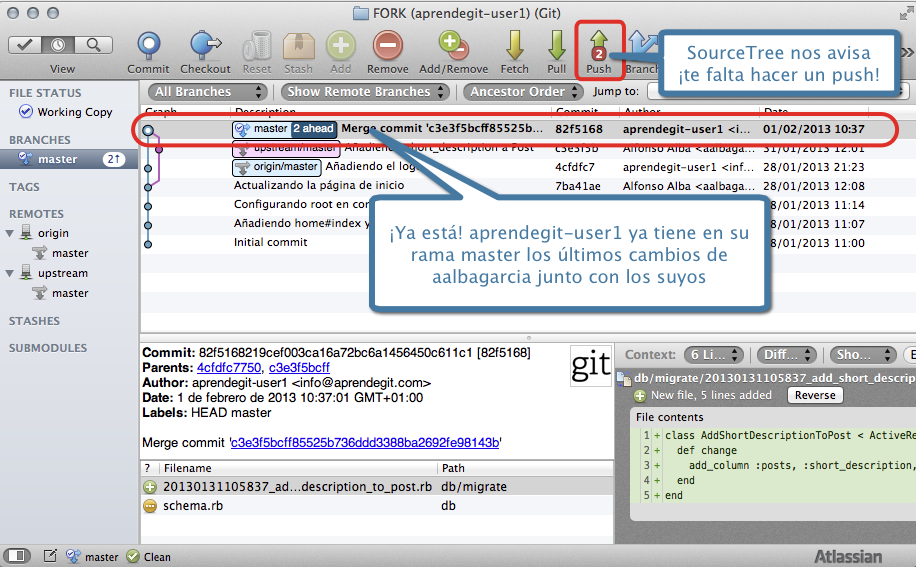 FORK (aprendegit-user1) (Git)
View
Commit
Checkout
Reset
Stash
Add
Remove
Add/Remove
Fetch
Pull
2
Push
Branch
SourceTree nos avisa
¡te falta hacer un push!
FILE STATUS
Working Copy
BRANCHES
master 2↑
TAGS
REMOTES
origin
master
upstream
master
STASHES
SUBMODULES
All Branches
Show Remote Branches
Ancestor Order
Jump to:
Graph Description Commit Author Date
master 2 ahead Merge commit 'c3e3f5bcff85525b... 82f5168 aprendegit-user1 <i... 01/02/2013 10:37
upstream/master Añadiendo short_description a Post c3e3f5b Alfonso Alba <aalbag... 31/01/2013 12:01
origin/master Añadiendo el log... 4cfdfc7 aprendegit-user1 <inf... 28/01/2013 21:23
Actualizando la página de inicio 7ba41ae Alfonso Alba <aalbaga... 28/01/2013 12:08
Configurando root en con 8/01/2013 11:14
Añadiendo home#index y 8/01/2013 11:07
Initial commit 8/01/2013 11:00
¡Ya está! aprendegit-user1 ya tiene en su
rama master los últimos cambios de
aalbagarcia junto con los suyos
Commit: 82f5168219cef003ca16a72bc6a1456450c611c1 [82f5168]
Parents: 4cfdfc7750, c3e3f5bcff
Author: aprendegit-user1 <info@aprendegit.com>
Date: 1 de febrero de 2013 10:37:01 GMT+01:00
Labels: HEAD master
git
Merge commit 'c3e3f5bcff85525b736ddd3388ba2692fe98143b'
? Filename Path
20130131105837_ad...description_to_post.rb db/migrate
schema.rb db
Context: 6 Li... Diff... Sho... E
db/migrate/20130131105837_add_short_descrip
New file, 5 lines added Reverse
File contents
1 + class AddShortDescriptionToPost < ActiveRe
2 + def change
3 + add_column :posts, :short_description,
4 + end
5 + end
master Clean
Atlassian